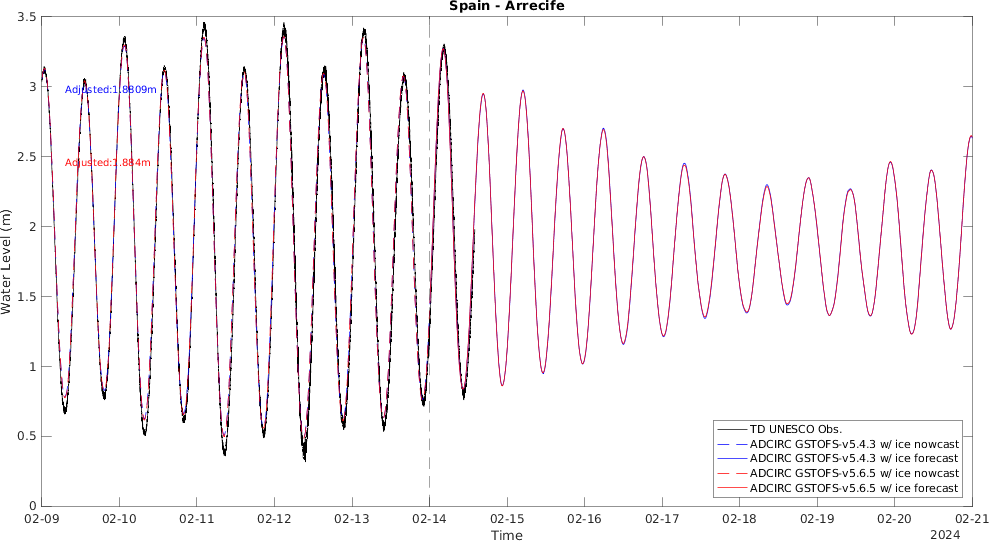 Spain - Arrecife
3.5
3
2.5
2
1.5
1
0.5
0
Water Level (m)
Adjusted:1.8809m
Adjusted:1.884m
TD UNESCO Obs.
ADCIRC GSTOFS-v5.4.3 w/ ice nowcast
ADCIRC GSTOFS-v5.4.3 w/ ice forecast
ADCIRC GSTOFS-v5.6.5 w/ ice nowcast
ADCIRC GSTOFS-v5.6.5 w/ ice forecast
02-09 02-10 02-11 02-12 02-13 02-14 02-15 02-16 02-17 02-18 02-19 02-20 02-21
Time
2024